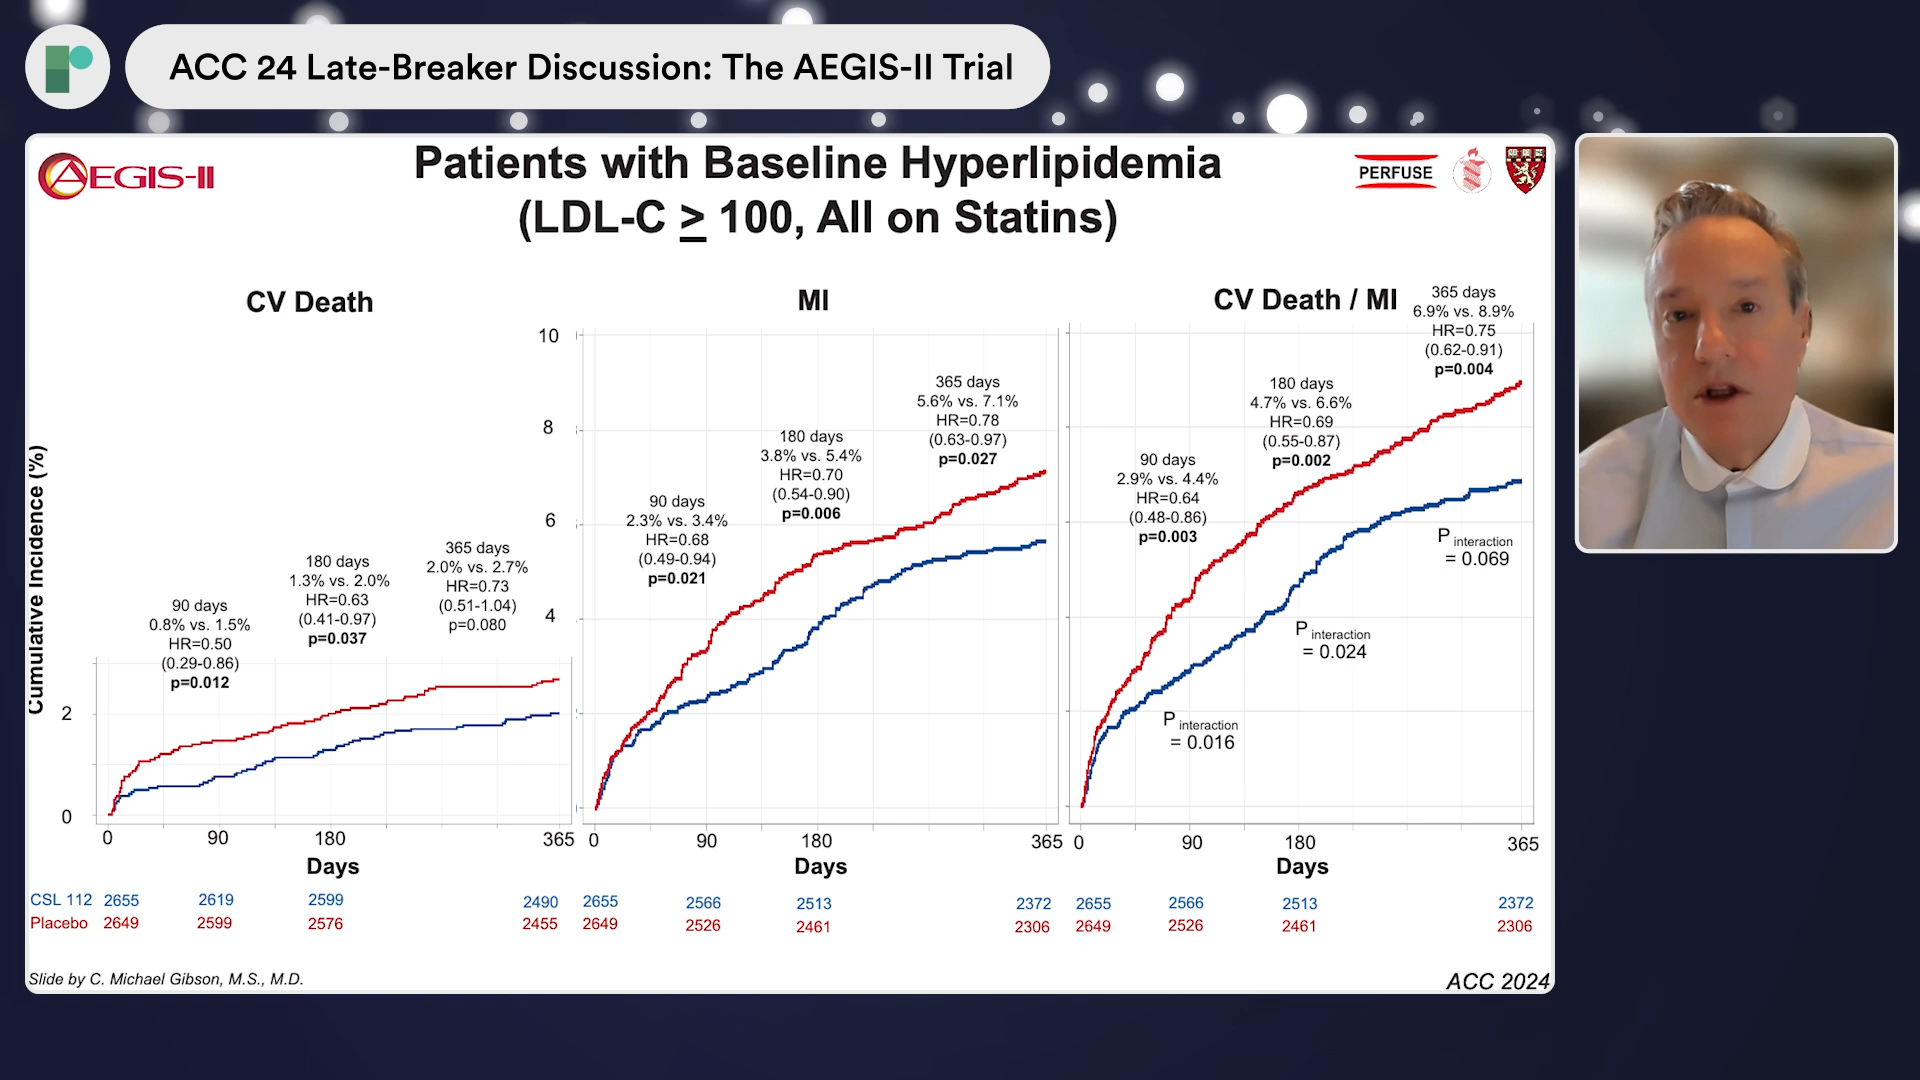 ACC 24 Late-Breaker Discussion: The AEGIS-II Trial
AEGIS-II
Patients with Baseline Hyperlipidemia
(LDL-C ≥ 100, All on Statins)
PERFUSE
CV Death
MI
CV Death / MI
Cumulative Incidence (%)
90 days
0.8% vs. 1.5%
HR=0.50
(0.29-0.86)
p=0.012
180 days
1.3% vs. 2.0%
HR=0.63
(0.41-0.97)
p=0.037
365 days
2.0% vs. 2.7%
HR=0.73
(0.51-1.04)
p=0.080
2
0
0 90 180 365
Days
10
8
6
4
90 days
2.3% vs. 3.4%
HR=0.68
(0.49-0.94)
p=0.021
180 days
3.8% vs. 5.4%
HR=0.70
(0.54-0.90)
p=0.006
365 days
5.6% vs. 7.1%
HR=0.78
(0.63-0.97)
p=0.027
0 90 180 365
Days
90 days
2.9% vs. 4.4%
HR=0.64
(0.48-0.86)
p=0.003
180 days
4.7% vs. 6.6%
HR=0.69
(0.55-0.87)
p=0.002
365 days
6.9% vs. 8.9%
HR=0.75
(0.62-0.91)
p=0.004
P interaction
= 0.016
P interaction
= 0.024
P interaction
= 0.069
0 90 180 365
Days
CSL 112 2655 2619 2599 2490 2655 2566 2513 2372 2655 2566 2513 2372
Placebo 2649 2599 2576 2455 2649 2526 2461 2306 2649 2526 2461 2306
Slide by C. Michael Gibson, M.S., M.D.
ACC 2024